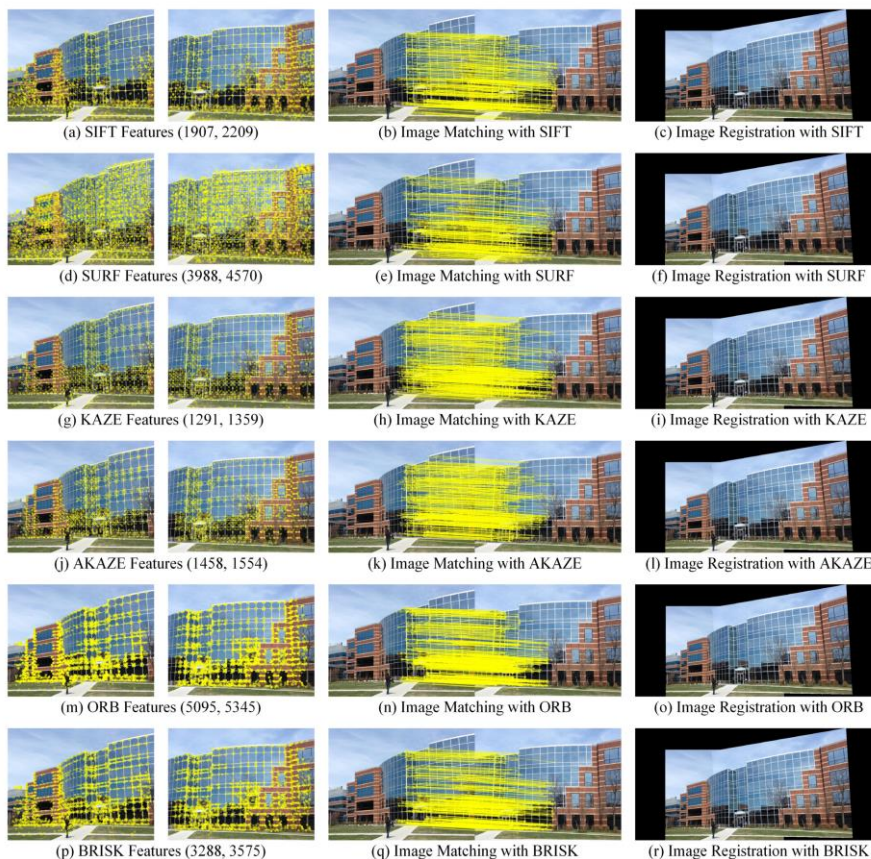 (a) SIFT Features (1907, 2209)
(b) Image Matching with SIFT
(c) Image Registration with SIFT
(d) SURF Features (3988, 4570)
(e) Image Matching with SURF
(f) Image Registration with SURF
(g) KAZE Features (1291, 1359)
(h) Image Matching with KAZE
(i) Image Registration with KAZE
(j) AKAZE Features (1458, 1554)
(k) Image Matching with AKAZE
(l) Image Registration with AKAZE
(m) ORB Features (5095, 5345)
(n) Image Matching with ORB
(o) Image Registration with ORB
(p) BRISK Features (3288, 3575)
(q) Image Matching with BRISK
(r) Image Registration with BRISK